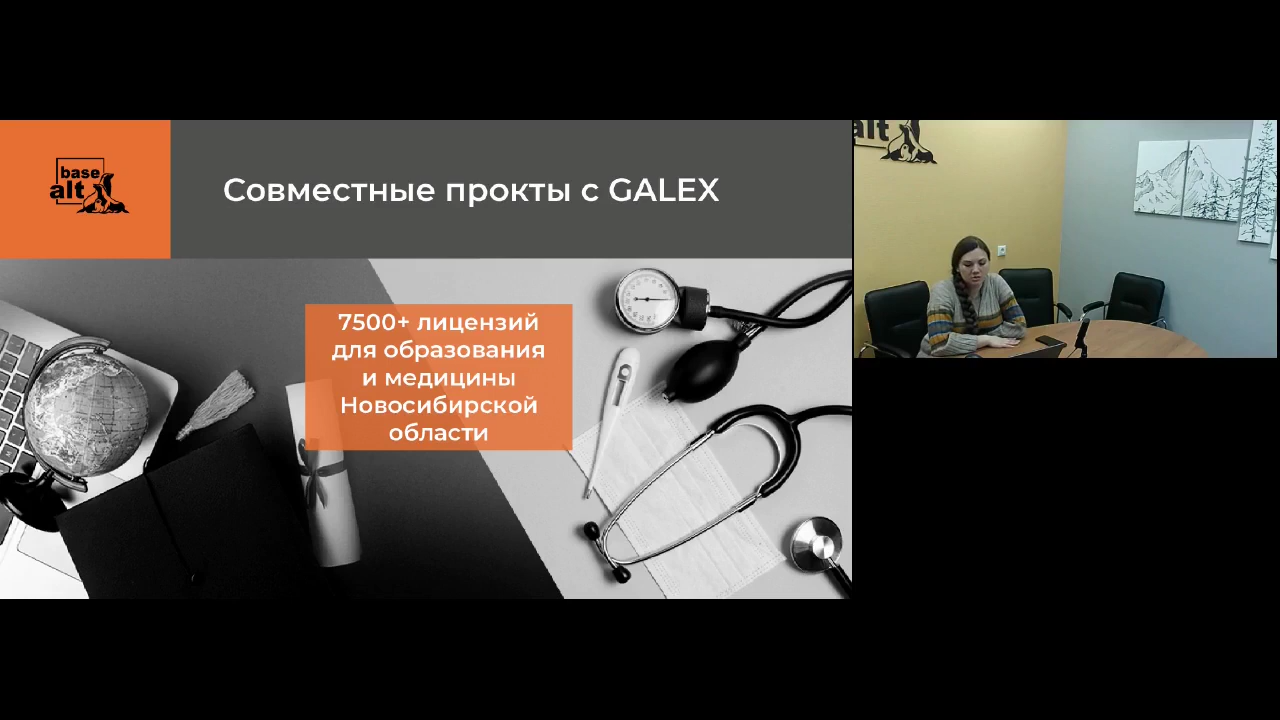 base
alt
Совместные прокты с GALEX
7500+ лицензий
для образования
и медицины
Новосибирской
области
alt